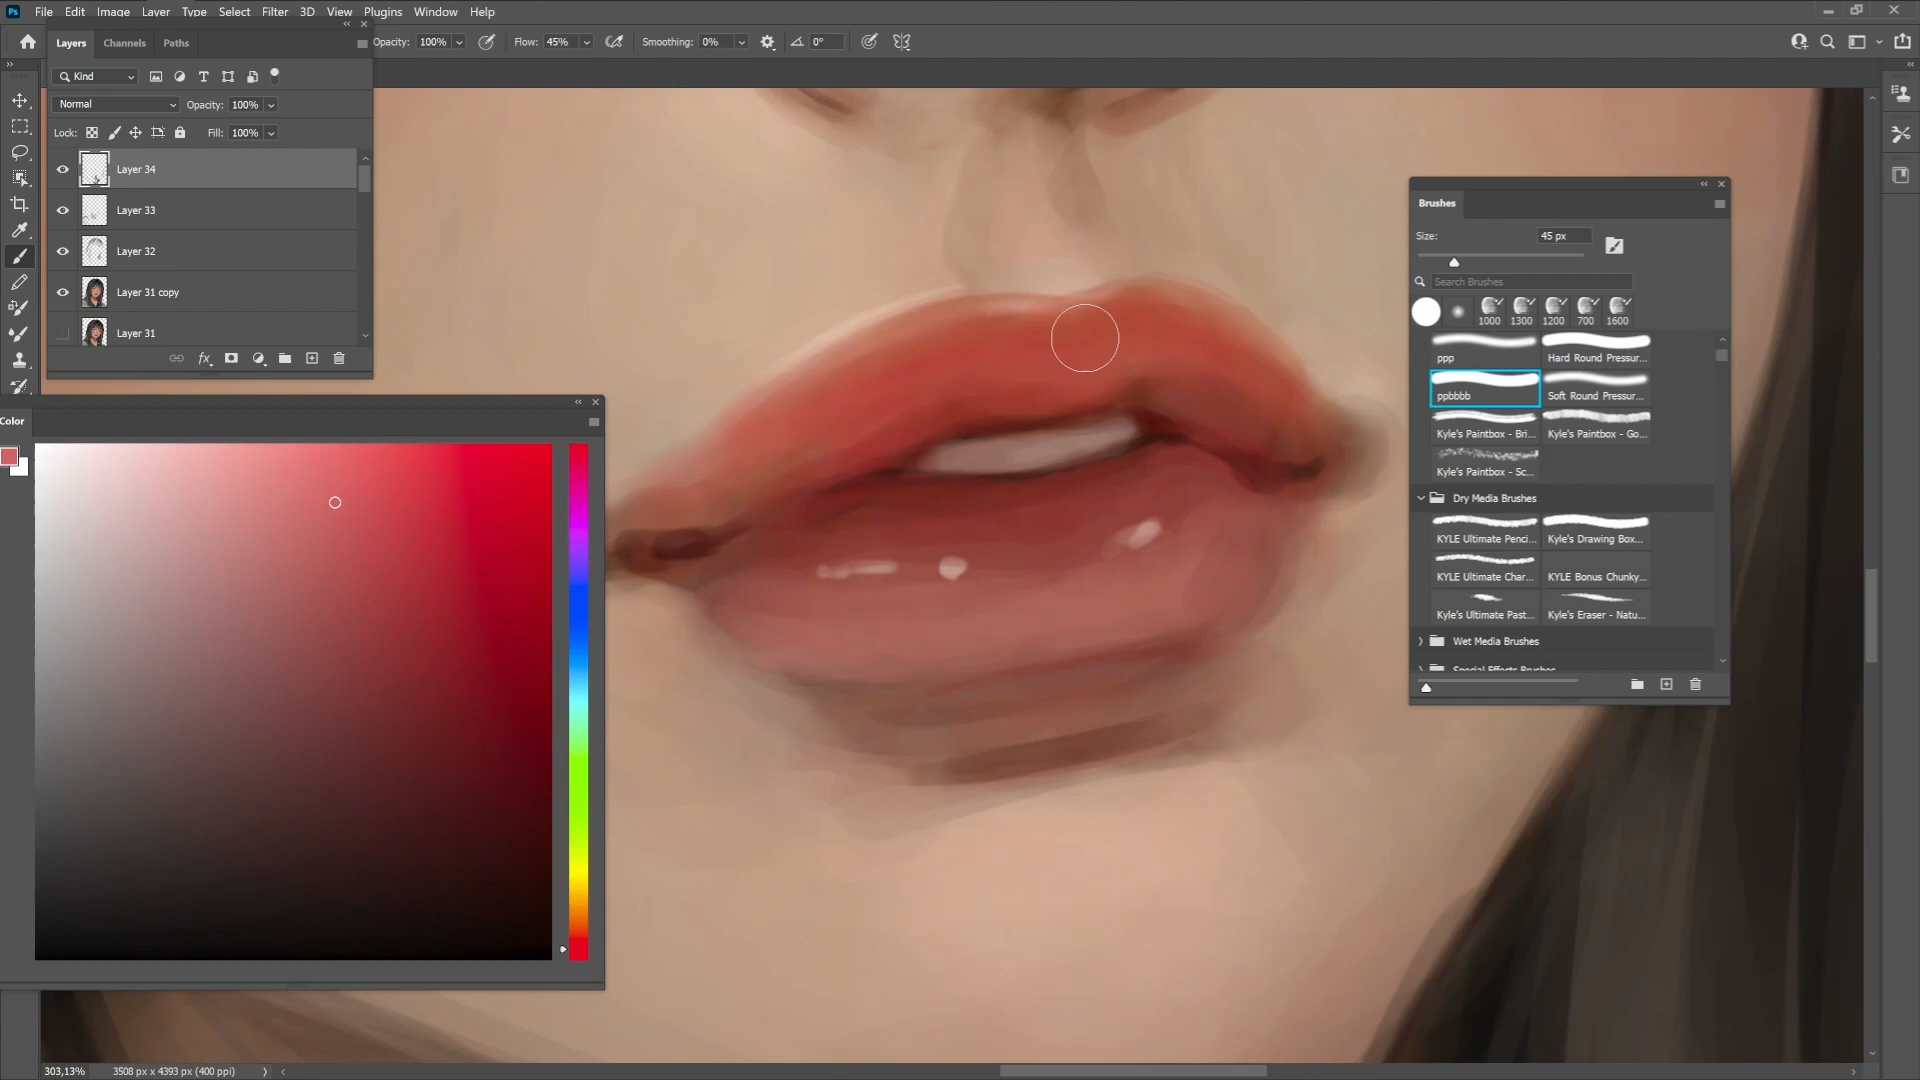 Ps File Edit Image Layer Type Select Filter 3D View Plugins Window Help
Layers Channels Paths
Opacity: 100% Flow: 45% Smoothing: 0% 0°
Kind
Normal Opacity: 100%
Lock: Fill: 100%
Layer 34
Layer 33
Layer 32
Layer 31 copy
Layer 31
fx
Color
Brushes
Size: 45 px
Search Brushes
1000 1300 1200 700 1600
ppp Hard Round Pressur...
ppbbbb Soft Round Pressur...
Kyle's Paintbox - Bri... Kyle's Paintbox - Go...
Kyle's Paintbox - Sc...
Dry Media Brushes
KYLE Ultimate Penci... Kyle's Drawing Box...
KYLE Ultimate Char... KYLE Bonus Chunky...
Kyle's Ultimate Past... Kyle's Eraser - Natu...
Wet Media Brushes
Special Effects Brushes
303,13% 3508 px x 4393 px (400 ppi)